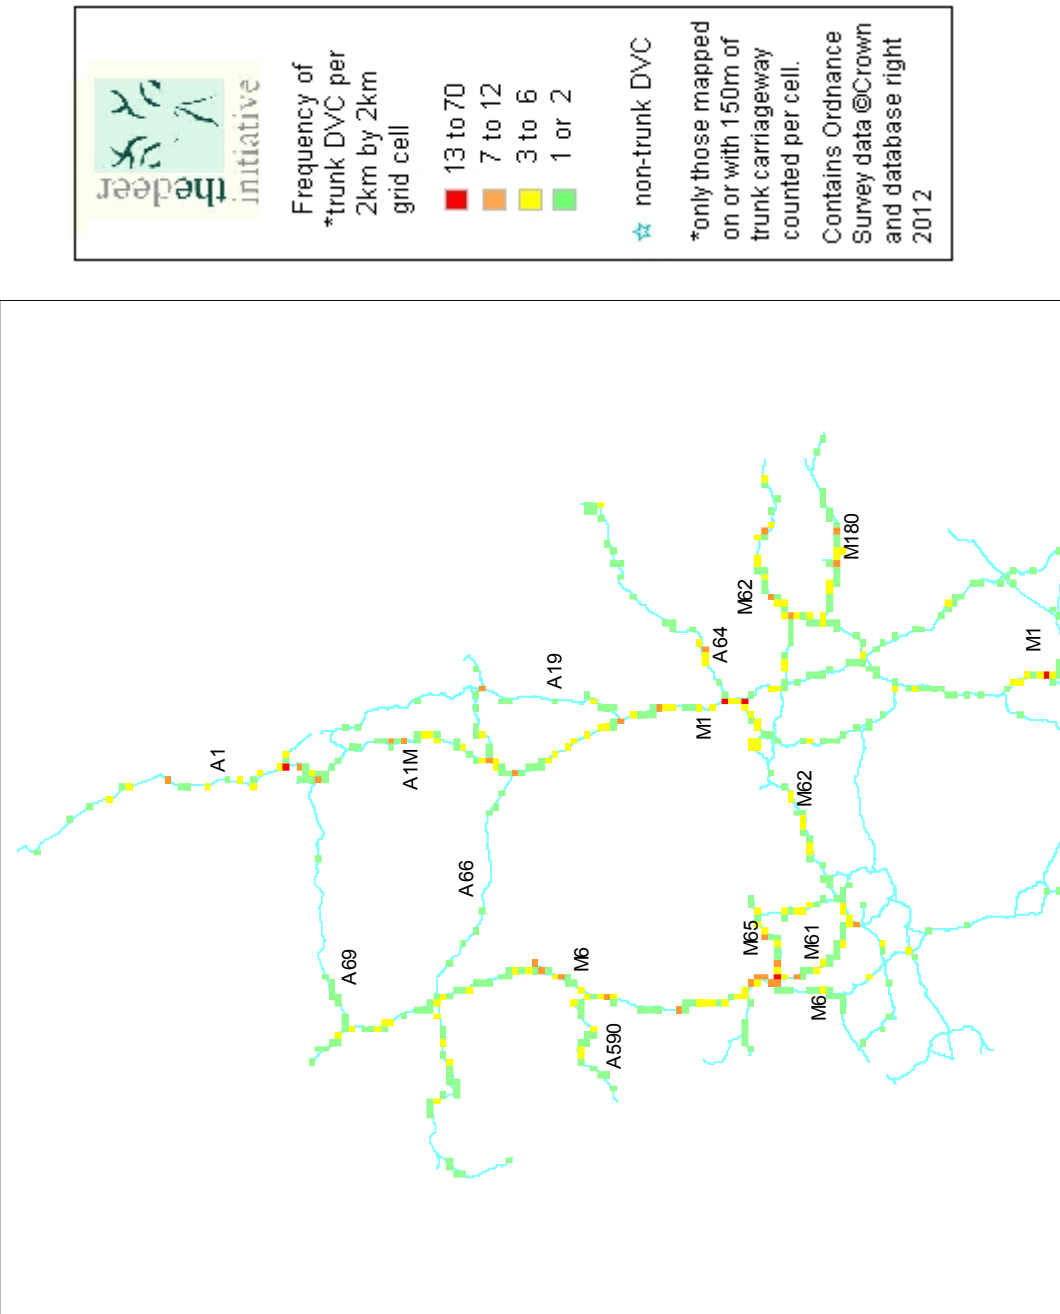 thedeer
initiative
Frequency of
*trunk DVC per
2km by 2km
grid cell
13 to 70
7 to 12
3 to 6
1 or 2
non-trunk DVC
*only those mapped
on or with 150m of
trunk carriageway
counted per cell.
Contains Ordnance
Survey data @Crown
and database right
2012
A1
A1M
A19
A66
A69
M6
A590
M1
A64
M62
M180
M62
M65
M61
M6
M1